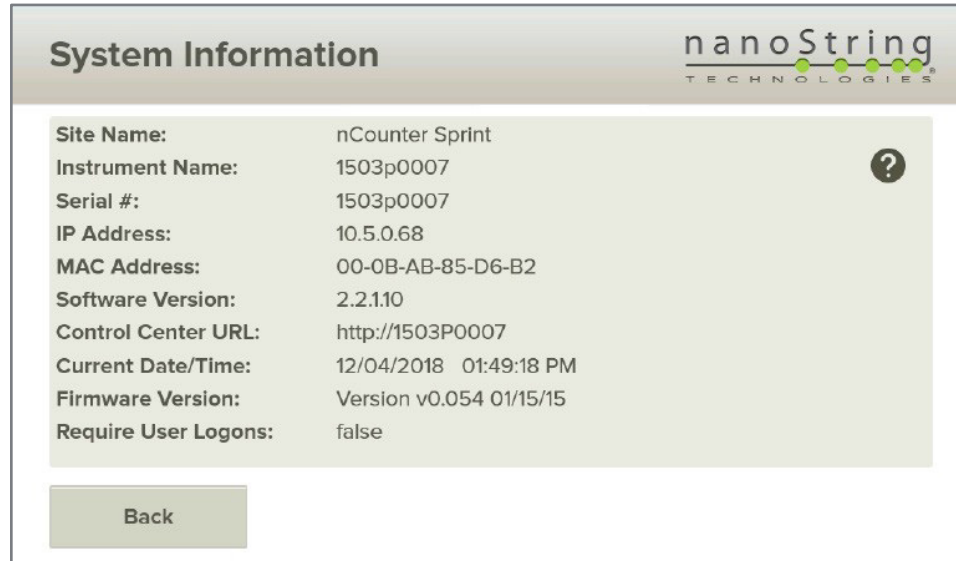 System Information
nanoString
TECHNOLOGIES
®
Site Name: nCounter Sprint
Instrument Name: 1503p0007
?
Serial #: 1503p0007
IP Address: 10.5.0.68
MAC Address: 00-0B-AB-85-D6-B2
Software Version: 2.2.1.10
Control Center URL: http://1503P0007
Current Date/Time: 12/04/2018 01:49:18 PM
Firmware Version: Version v0.054 01/15/15
Require User Logons: false
Back